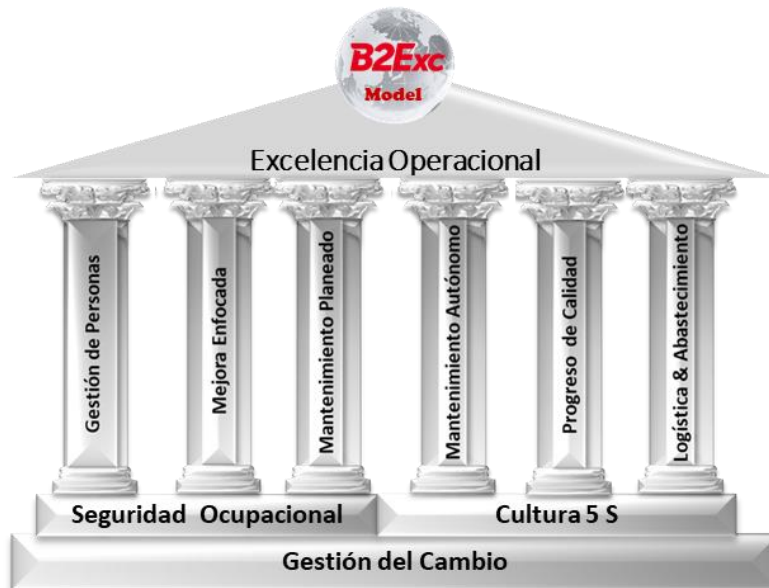 B2Exc
Model
Excelencia Operacional
Gestión de Personas
Mejora Enfocada
Mantenimiento Planeado
Mantenimiento Autónomo
Progreso de Calidad
Logística & Abastecimiento
Seguridad Ocupacional
Cultura 5 S
Gestión del Cambio